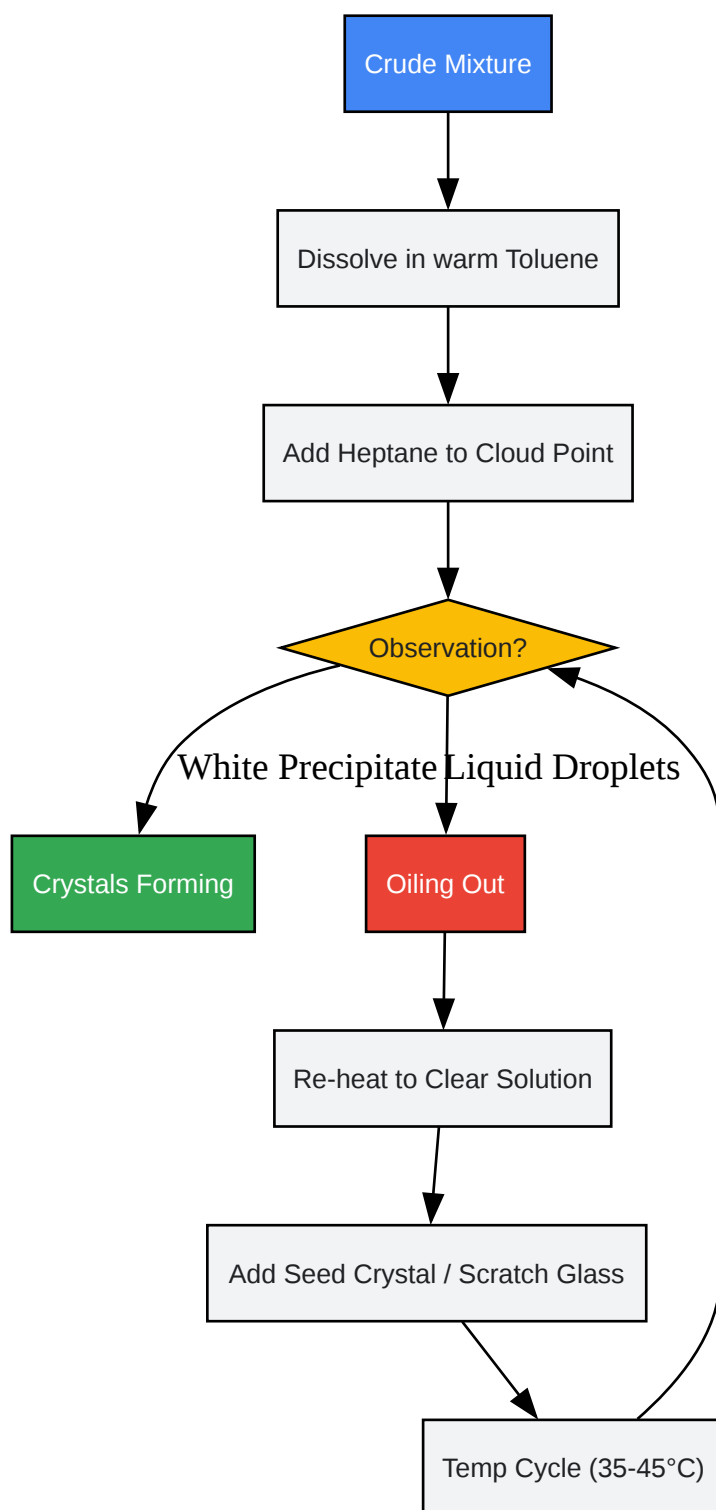 Crude Mixture
Dissolve in warm Toluene
Add Heptane to Cloud Point
Observation?
White Precipitate
Liquid Droplets
Crystals Forming
Oiling Out
Re-heat to Clear Solution
Add Seed Crystal / Scratch Glass
Temp Cycle (35-45°C)